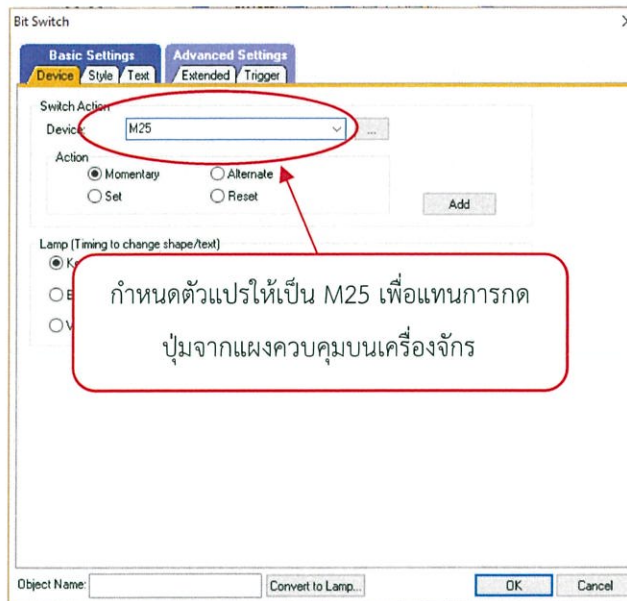 Bit Switch
Basic Settings Advanced Settings
Device Style Text Extended Trigger
Switch Action
Device: M25 ...
Action
Momentary Alternate
Set Reset
Add
Lamp (Timing to change shape/text)
กำหนดตัวแปรให้เป็น M25 เพื่อแทนการกด
ปุ่มจากแผงควบคุมบนเครื่องจักร
Object Name: Convert to Lamp... OK Cancel